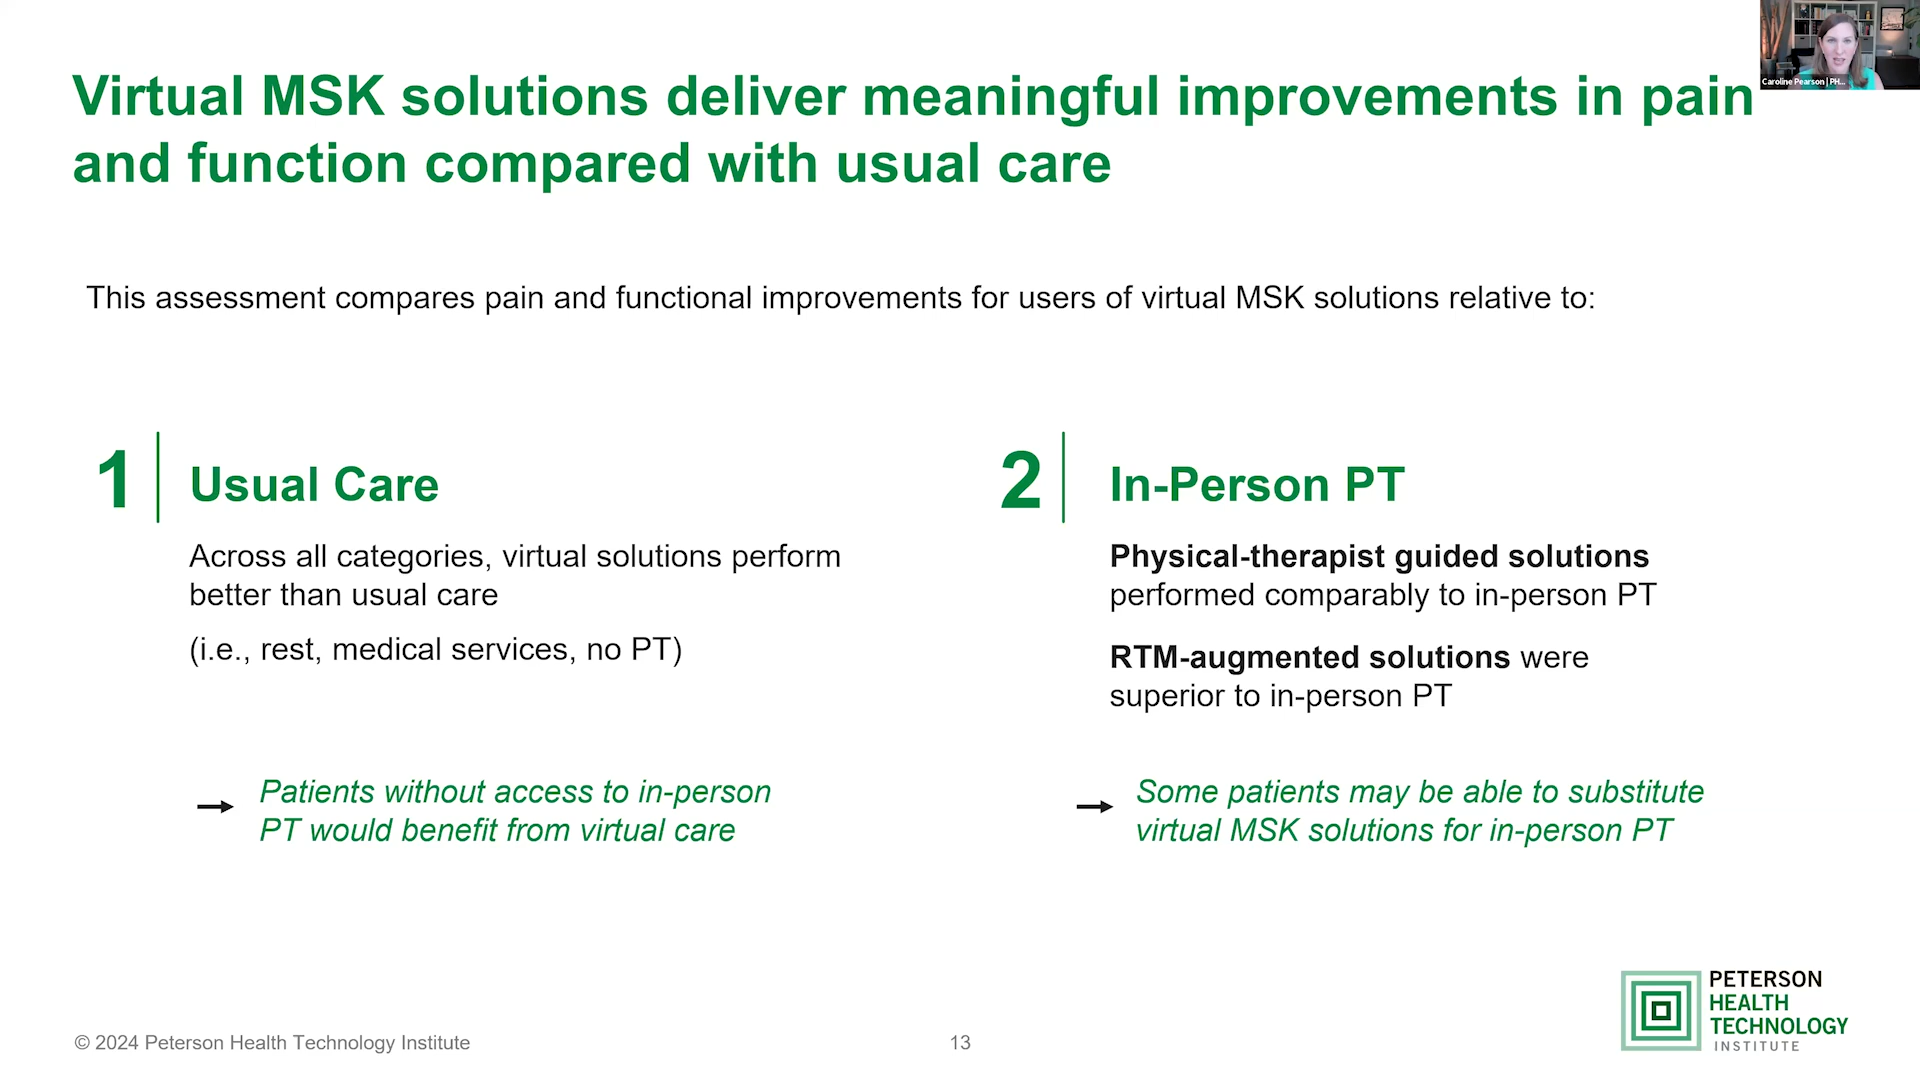 Caroline Pearson | PH...
Virtual MSK solutions deliver meaningful improvements in pain
and function compared with usual care
This assessment compares pain and functional improvements for users of virtual MSK solutions relative to:
1
Usual Care
Across all categories, virtual solutions perform
better than usual care
(i.e., rest, medical services, no PT)
Patients without access to in-person
PT would benefit from virtual care
2
In-Person PT
Physical-therapist guided solutions
performed comparably to in-person PT
RTM-augmented solutions were
superior to in-person PT
Some patients may be able to substitute
virtual MSK solutions for in-person PT
© 2024 Peterson Health Technology Institute
13
PETERSON
HEALTH
TECHNOLOGY
INSTITUTE